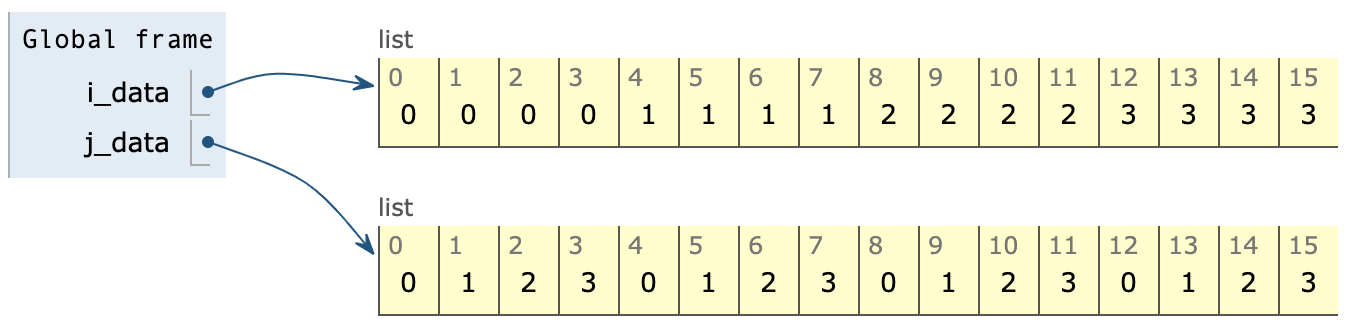 Global frame
i_data
j_data
list
0 1 2 3 4 5 6 7 8 9 10 11 12 13 14 15
0 0 0 0 1 1 1 1 2 2 2 2 3 3 3 3
list
0 1 2 3 4 5 6 7 8 9 10 11 12 13 14 15
0 1 2 3 0 1 2 3 0 1 2 3 0 1 2 3